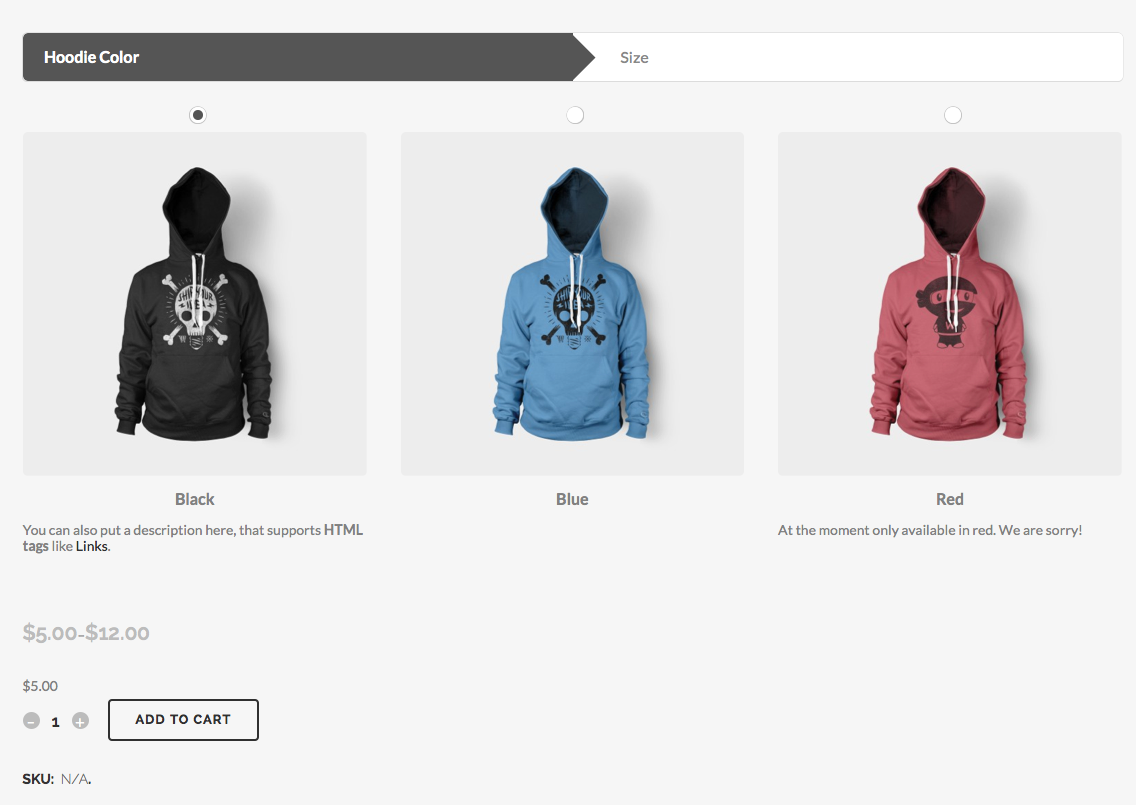 Hoodie Color
Size
Black
Blue
Red
You can also put a description here, that supports HTML
tags like Links.
At the moment only available in red. We are sorry!
$5.00-$12.00
$5.00
- 1 +
ADD TO CART
SKU: N/A.